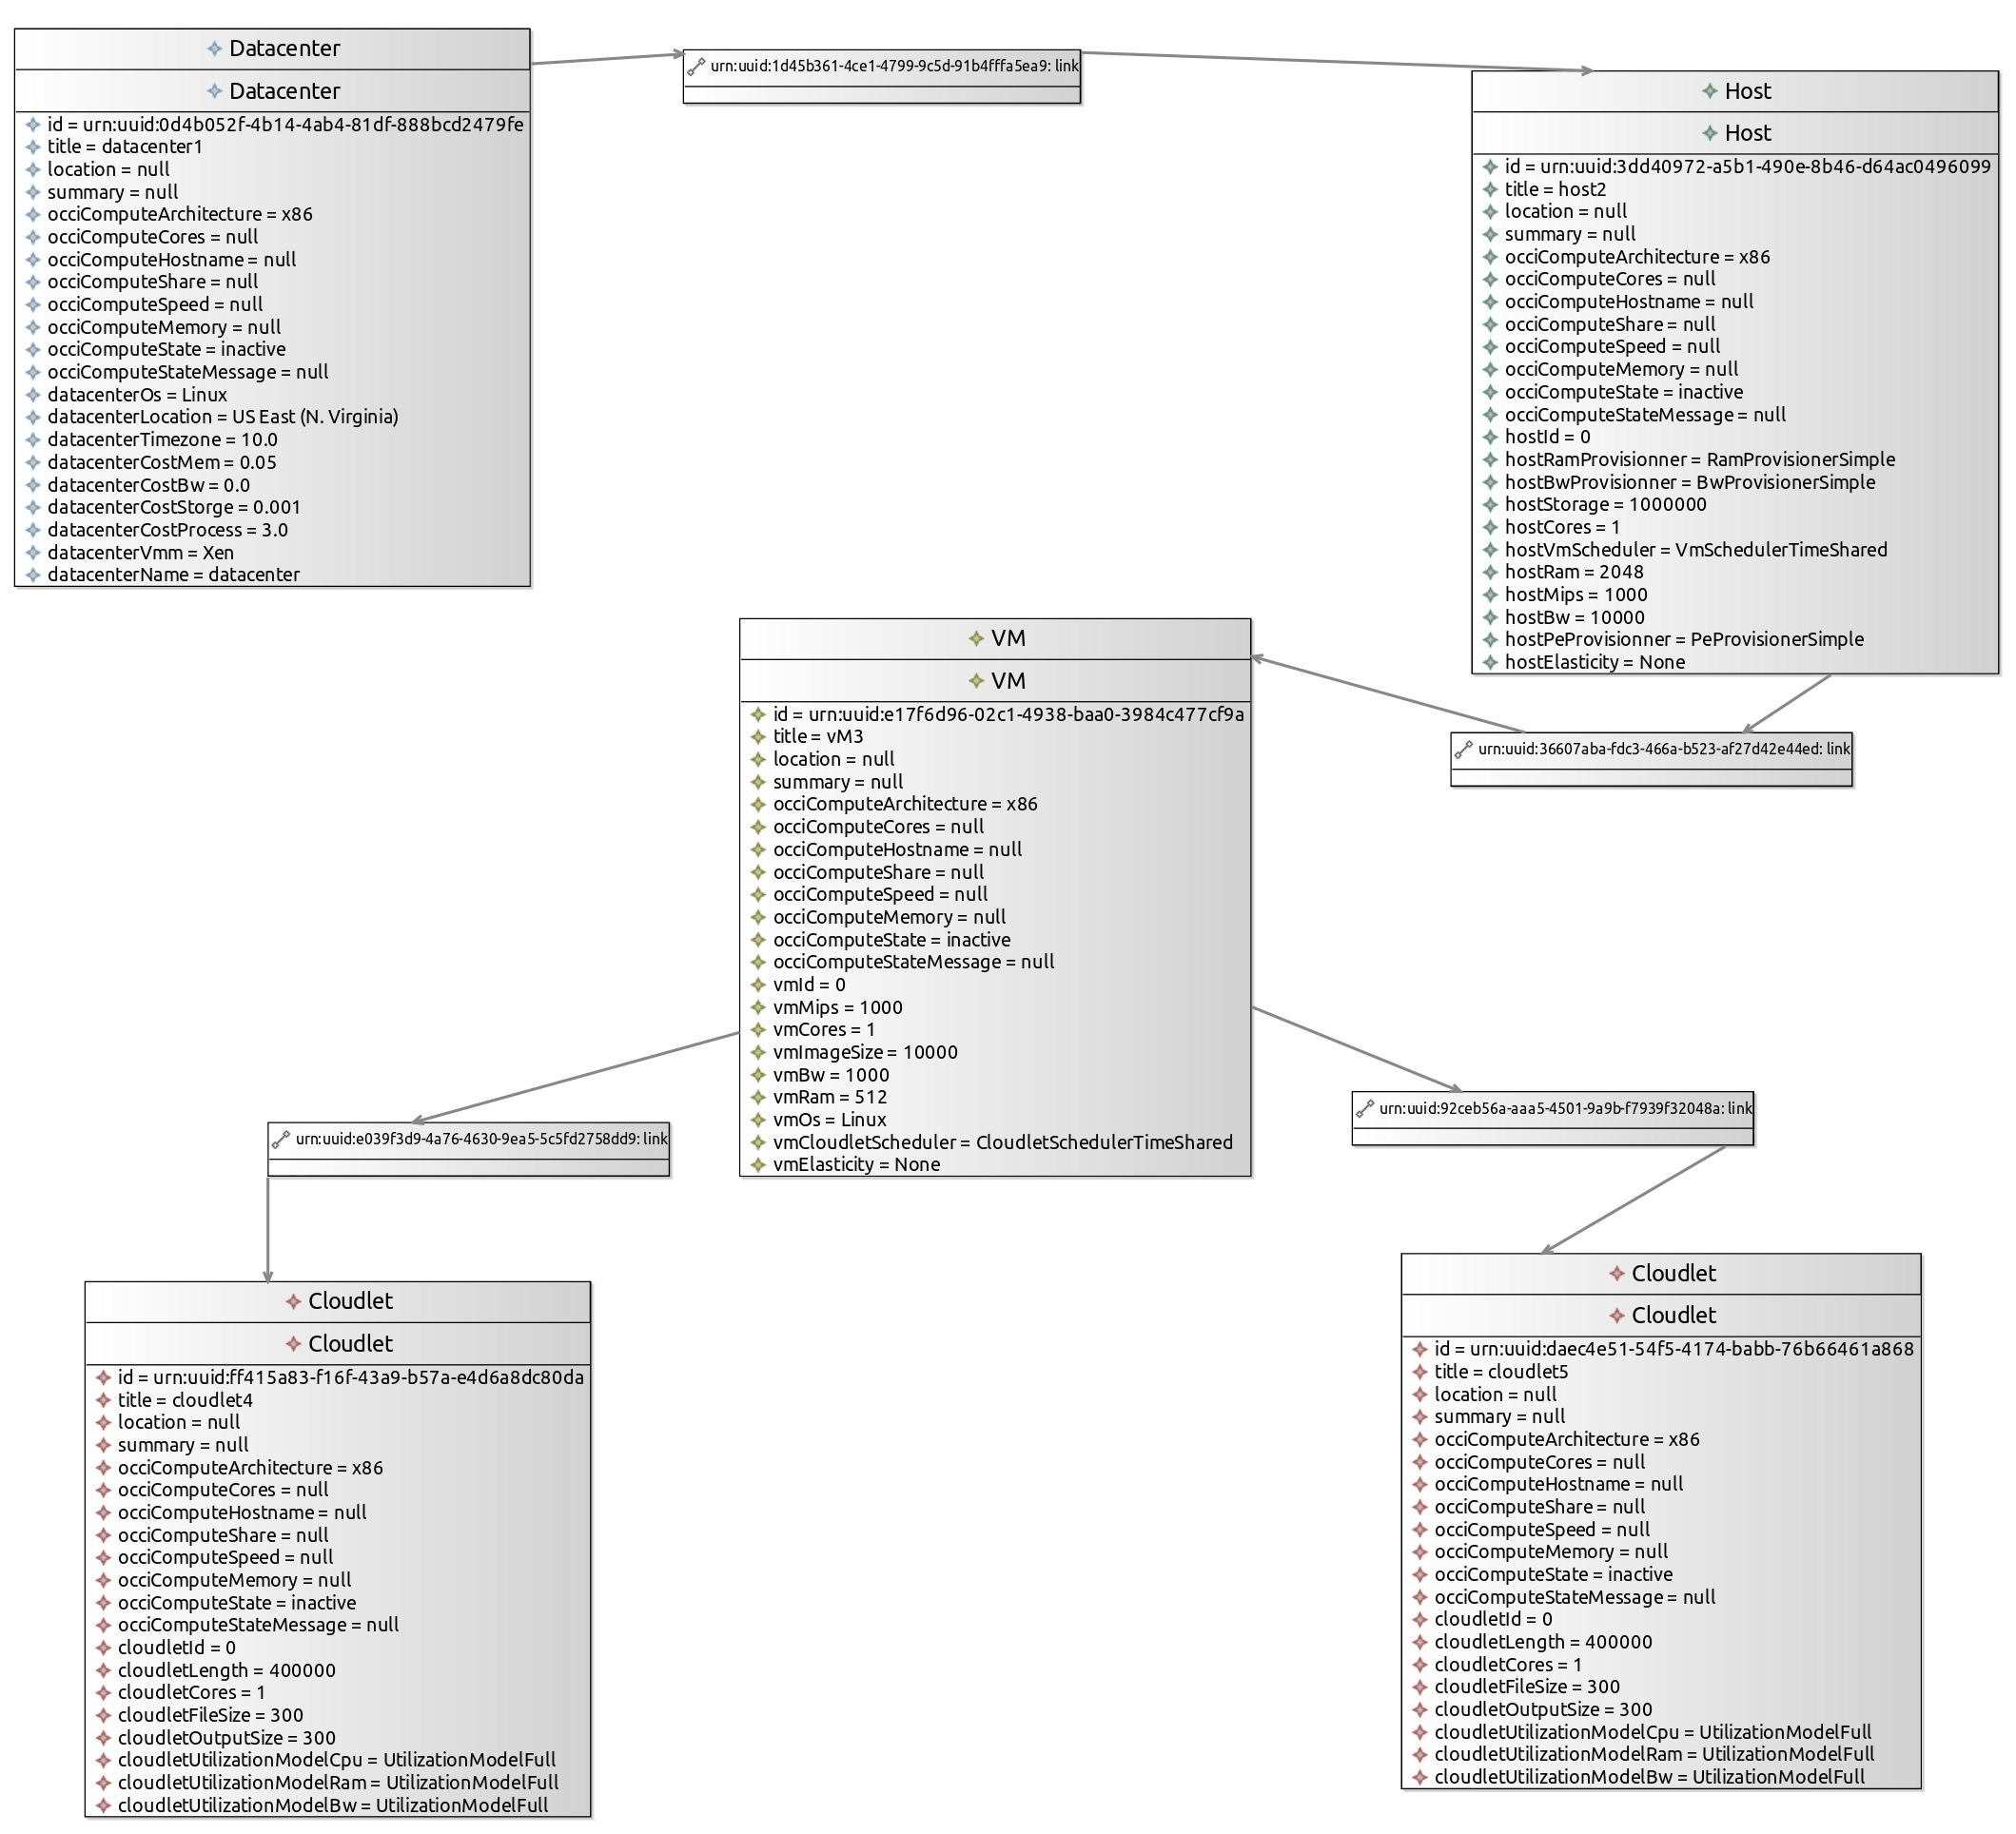 Datacenter
Datacenter
id = urn:uuid:0d4b052f-4b14-4ab4-81df-888bcd2479fe
title = datacenter1
location = null
summary = null
occiComputeArchitecture = x86
occiComputeCores = null
occiComputeHostname = null
occiComputeShare = null
occiComputeSpeed = null
occiComputeMemory = null
occiComputeState = inactive
occiComputeStateMessage = null
datacenterOs = Linux
datacenterLocation = US East (N. Virginia)
datacenterTimezone = 10.0
datacenterCostMem = 0.05
datacenterCostBw = 0.0
datacenterCostStorge = 0.001
datacenterCostProcess = 3.0
datacenterVmm = Xen
datacenterName = datacenter
urn:uuid:1d45b361-4ce1-4799-9c5d-91b4fffa5ea9: link
Host
Host
id = urn:uuid:3dd40972-a5b1-490e-8b46-d64ac0496099
title = host2
location = null
summary = null
occiComputeArchitecture = x86
occiComputeCores = null
occiComputeHostname = null
occiComputeShare = null
occiComputeSpeed = null
occiComputeMemory = null
occiComputeState = inactive
occiComputeStateMessage = null
hostId = 0
hostRamProvisionner = RamProvisionerSimple
hostBwProvisionner = BwProvisionerSimple
hostStorage = 1000000
hostCores = 1
hostVmScheduler = VmSchedulerTimeShared
hostRam = 2048
hostMips = 1000
hostBw = 10000
hostPeProvisionner = PeProvisionerSimple
hostElasticity = None
urn:uuid:36607aba-fdc3-466a-b523-af27d42e44ed: link
VM
VM
id = urn:uuid:e17f6d96-02c1-4938-baa0-3984c477cf9a
title = vM3
location = null
summary = null
occiComputeArchitecture = x86
occiComputeCores = null
occiComputeHostname = null
occiComputeShare = null
occiComputeSpeed = null
occiComputeMemory = null
occiComputeState = inactive
occiComputeStateMessage = null
vmId = 0
vmMips = 1000
vmCores = 1
vmImageSize = 10000
vmBw = 1000
vmRam = 512
vmOs = Linux
vmCloudletScheduler = CloudletSchedulerTimeShared
vmElasticity = None
urn:uuid:e039f3d9-4a76-4630-9ea5-5c5fd2758dd9: link
urn:uuid:92ceb56a-aaa5-4501-9a9b-f7939f32048a: link
Cloudlet
Cloudlet
id = urn:uuid:ff415a83-f16f-43a9-b57a-e4d6a8dc80da
title = cloudlet4
location = null
summary = null
occiComputeArchitecture = x86
occiComputeCores = null
occiComputeHostname = null
occiComputeShare = null
occiComputeSpeed = null
occiComputeMemory = null
occiComputeState = inactive
occiComputeStateMessage = null
cloudletId = 0
cloudletLength = 400000
cloudletCores = 1
cloudletFileSize = 300
cloudletOutputSize = 300
cloudletUtilizationModelCpu = UtilizationModelFull
cloudletUtilizationModelRam = UtilizationModelFull
cloudletUtilizationModelBw = UtilizationModelFull
Cloudlet
Cloudlet
id = urn:uuid:daec4e51-54f5-4174-babb-76b66461a868
title = cloudlet5
location = null
summary = null
occiComputeArchitecture = x86
occiComputeCores = null
occiComputeHostname = null
occiComputeShare = null
occiComputeSpeed = null
occiComputeMemory = null
occiComputeState = inactive
occiComputeStateMessage = null
cloudletId = 0
cloudletLength = 400000
cloudletCores = 1
cloudletFileSize = 300
cloudletOutputSize = 300
cloudletUtilizationModelCpu = UtilizationModelFull
cloudletUtilizationModelRam = UtilizationModelFull
cloudletUtilizationModelBw = UtilizationModelFull